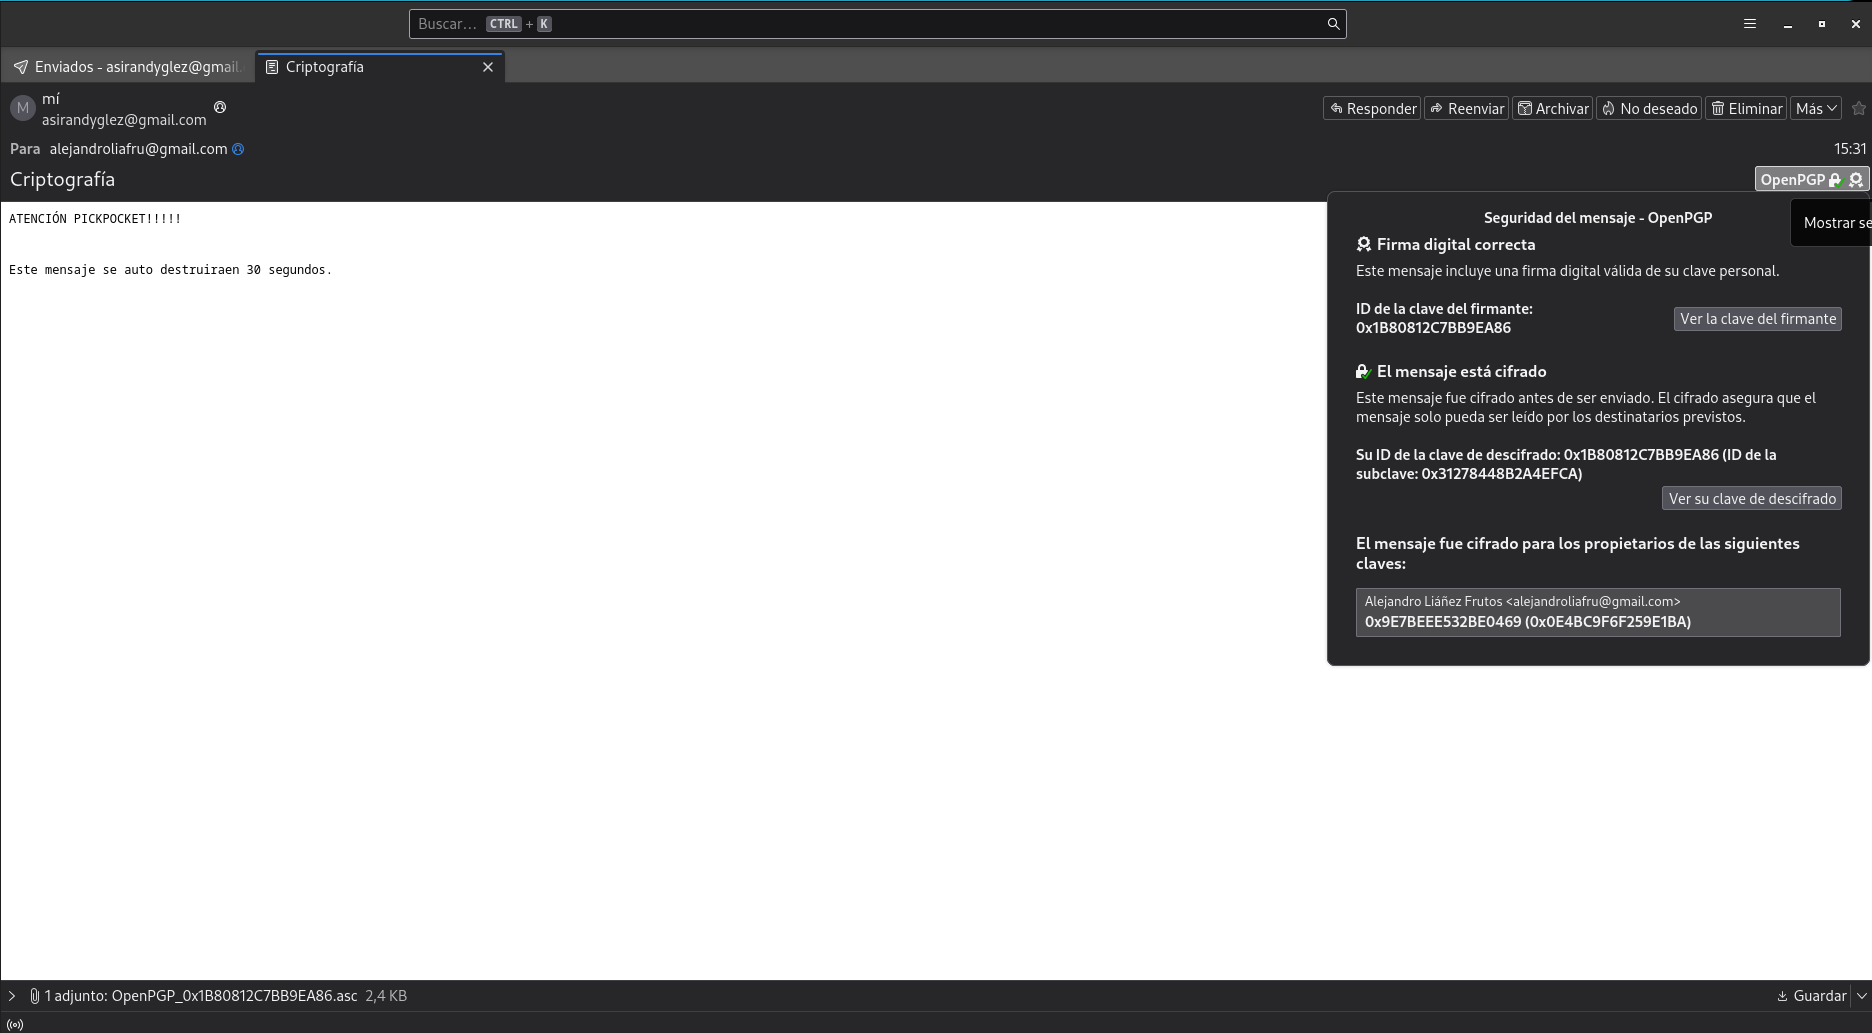 Buscar... CTRL + K
Enviados - asirandyglez@gmail.
Criptografía
M
mí
asirandyglez@gmail.com
Responder
Reenviar
Archivar
No deseado
Eliminar
Más
Para alejandroliafru@gmail.com
15:31
Criptografía
OpenPGP
ATENCIÓN PICKPOCKET!!!!!
Este mensaje se auto destruiraen 30 segundos.
Mostrar se
Seguridad del mensaje - OpenPGP
Firma digital correcta
Este mensaje incluye una firma digital válida de su clave personal.
ID de la clave del firmante:
0x1B80812C7BB9EA86
Ver la clave del firmante
El mensaje está cifrado
Este mensaje fue cifrado antes de ser enviado. El cifrado asegura que el
mensaje solo pueda ser leído por los destinatarios previstos.
Su ID de la clave de descifrado: 0x1B80812C7BB9EA86 (ID de la
subclave: 0x31278448B2A4EFCA)
Ver su clave de descifrado
El mensaje fue cifrado para los propietarios de las siguientes
claves:
Alejandro Liáñez Frutos <alejandroliafru@gmail.com>
0x9E7BEEE532BE0469 (0x0E4BC9F6F259E1BA)
1 adjunto: OpenPGP_0x1B80812C7BB9EA86.asc 2,4 KB
Guardar